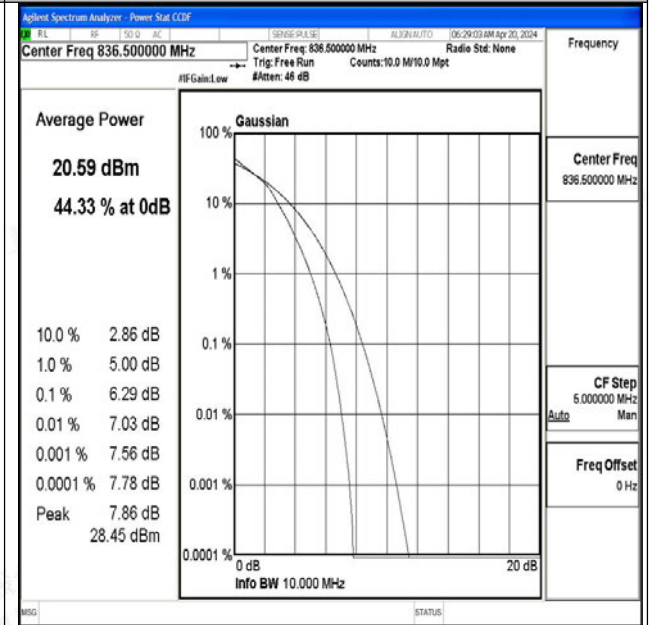 Agilent Spectrum Analyzer - Power Stat CCDF
RL RF 50 Ω AC SENSE:PULSE ALIGN AUTO 06:29:03 AM Apr 20, 2024
Center Freq 836.500000 MHz
Center Freq: 836.500000 MHz Radio Std: None
Trig: Free Run Counts:10.0 M/10.0 Mpt
#IFGain:Low #Atten: 46 dB
Frequency
Average Power
20.59 dBm
44.33 % at 0dB
10.0 % 2.86 dB
1.0 % 5.00 dB
0.1 % 6.29 dB
0.01 % 7.03 dB
0.001 % 7.56 dB
0.0001 % 7.78 dB
Peak 7.86 dB
28.45 dBm
Gaussian
100 %
10 %
1 %
0.1 %
0.01 %
0.001 %
0.0001 %
0 dB 20 dB
Info BW 10.000 MHz
Center Freq
836.500000 MHz
CF Step
5.000000 MHz
Auto Man
Freq Offset
0 Hz
MSG STATUS